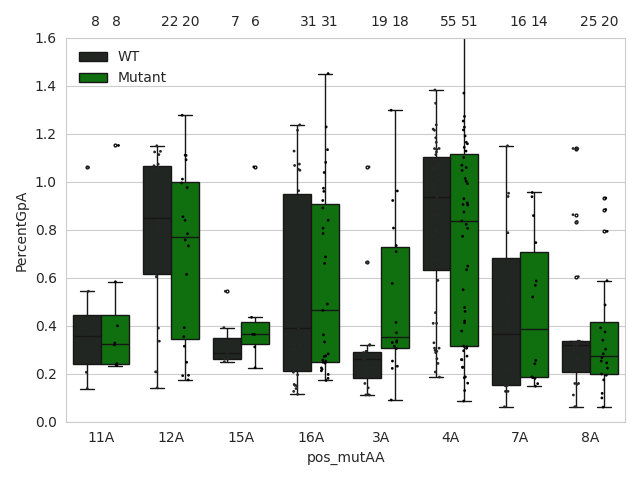 8 8 22 20 7 6 31 31 19 18 55 51 16 14 25 20
WT
Mutant
1.6
1.4
1.2
1.0
0.8
0.6
0.4
0.2
0.0
PercentGpA
11A 12A 15A 16A 3A 4A 7A 8A
pos_mutAA